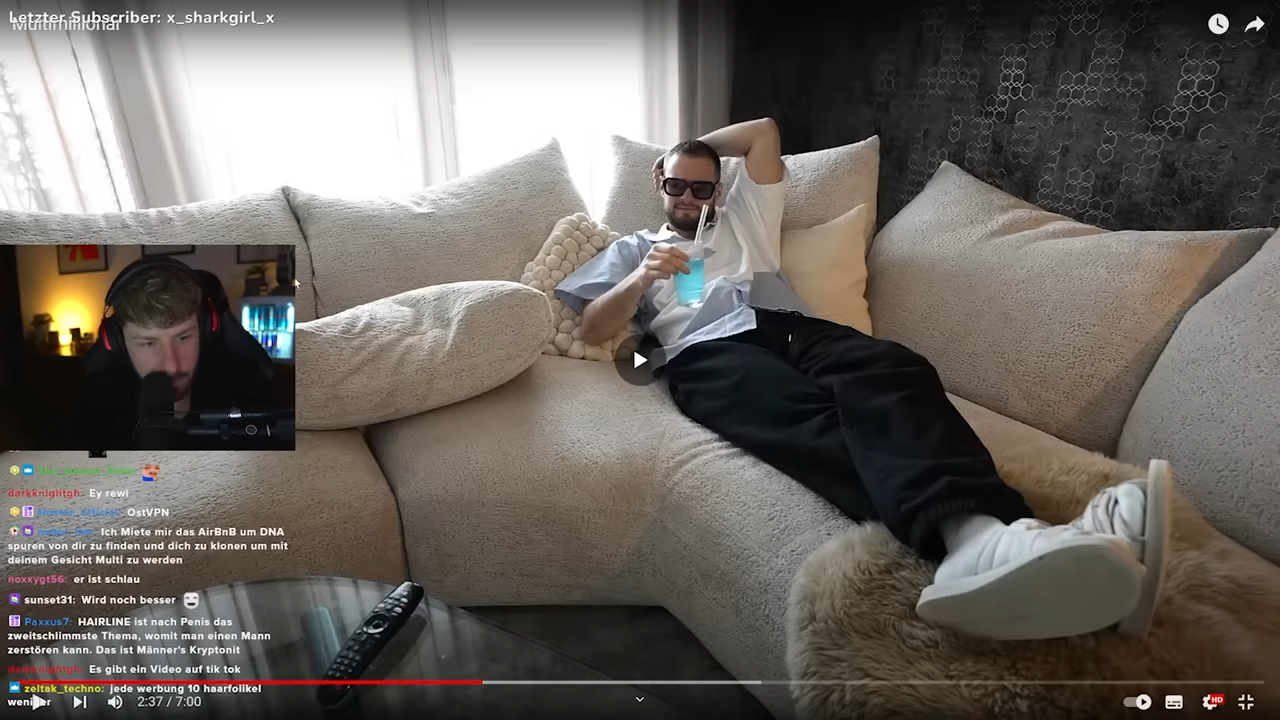 Letzter Subscriber: x_sharkgirl_x
Multimillionär
darkknightgh: Ey rewi
OstVPN
Ich Miete mir das AirBnB um DNA
spuren von dir zu finden und dich zu klonen um mit
deinem Gesicht Multi zu werden
noxxygt56: er ist schlau
sunset31: Wird noch besser
Paxxus7: HAIRLINE ist nach Penis das
zweitschlimmste Thema, womit man einen Mann
zerstören kann. Das ist Männer's Kryptonit
Es gibt ein Video auf tik tok
zeltak_techno: jede werbung 10 haarfolikel
weniger
2:37 / 7:00
HD